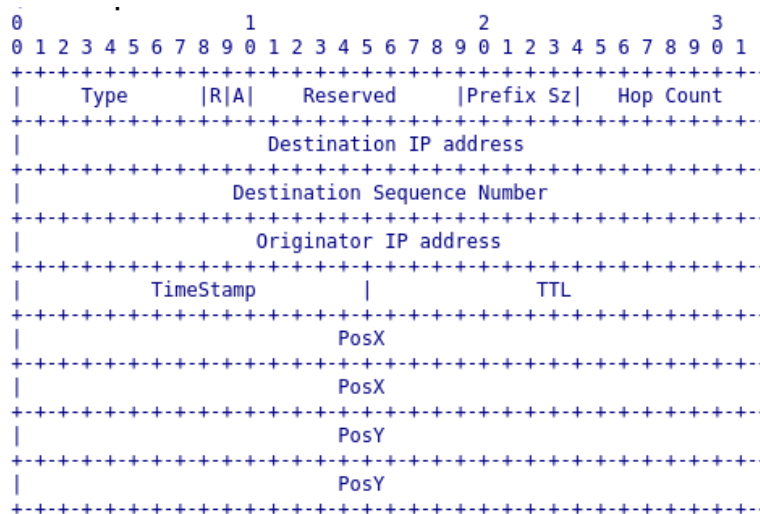 0                   1                   2                   3
0 1 2 3 4 5 6 7 8 9 0 1 2 3 4 5 6 7 8 9 0 1 2 3 4 5 6 7 8 9 0 1
+-+-+-+-+-+-+-+-+-+-+-+-+-+-+-+-+-+-+-+-+-+-+-+-+-+-+-+-+-+-+-+-
|     Type      |R|A|    Reserved     |Prefix Sz|   Hop Count
+-+-+-+-+-+-+-+-+-+-+-+-+-+-+-+-+-+-+-+-+-+-+-+-+-+-+-+-+-+-+-+-
|                     Destination IP address
+-+-+-+-+-+-+-+-+-+-+-+-+-+-+-+-+-+-+-+-+-+-+-+-+-+-+-+-+-+-+-+-
|                  Destination Sequence Number
+-+-+-+-+-+-+-+-+-+-+-+-+-+-+-+-+-+-+-+-+-+-+-+-+-+-+-+-+-+-+-+-
|                    Originator IP address
+-+-+-+-+-+-+-+-+-+-+-+-+-+-+-+-+-+-+-+-+-+-+-+-+-+-+-+-+-+-+-+-
|           TimeStamp         |              TTL
+-+-+-+-+-+-+-+-+-+-+-+-+-+-+-+-+-+-+-+-+-+-+-+-+-+-+-+-+-+-+-+-
|                           PosX
+-+-+-+-+-+-+-+-+-+-+-+-+-+-+-+-+-+-+-+-+-+-+-+-+-+-+-+-+-+-+-+-
|                           PosX
+-+-+-+-+-+-+-+-+-+-+-+-+-+-+-+-+-+-+-+-+-+-+-+-+-+-+-+-+-+-+-+-
|                           PosY
+-+-+-+-+-+-+-+-+-+-+-+-+-+-+-+-+-+-+-+-+-+-+-+-+-+-+-+-+-+-+-+-
|                           PosY
+-+-+-+-+-+-+-+-+-+-+-+-+-+-+-+-+-+-+-+-+-+-+-+-+-+-+-+-+-+-+-+-